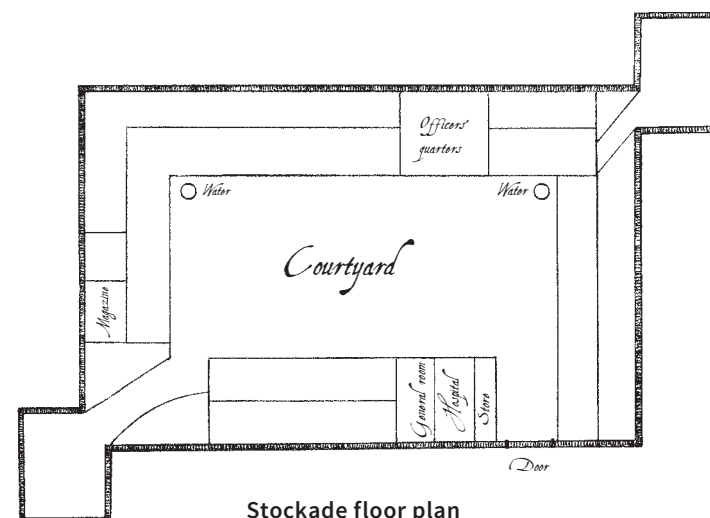 Officers'
quarters
Water
Water
Courtyard
Magazine
General room
Hospital
Store
Door
Stockade floor plan